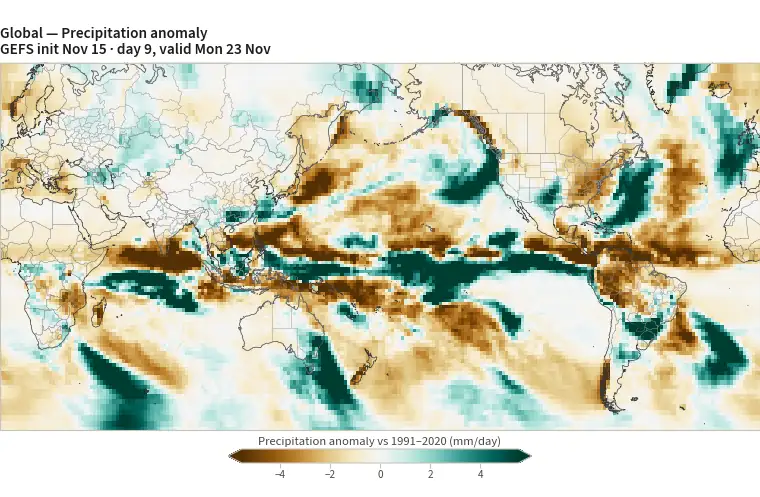 Global — Precipitation anomaly
GEFS init Nov 15 · day 9, valid Mon 23 Nov
Precipitation anomaly vs 1991–2020 (mm/day)
−4 −2 0 2 4